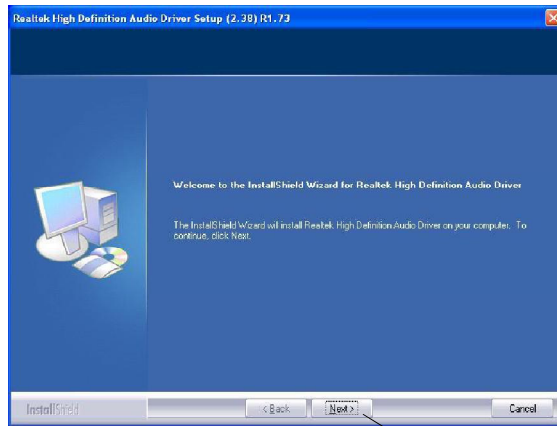 Realtek High Definition Audio Driver Setup (2.38) R1.73
Welcome to the InstallShield Wizard for Realtek High Definition Audio Driver
The InstallShield Wizard will install Realtek High Definition Audio Driver on your computer. To
continue, click Next.
InstallShield
< Back
Next >
Cancel